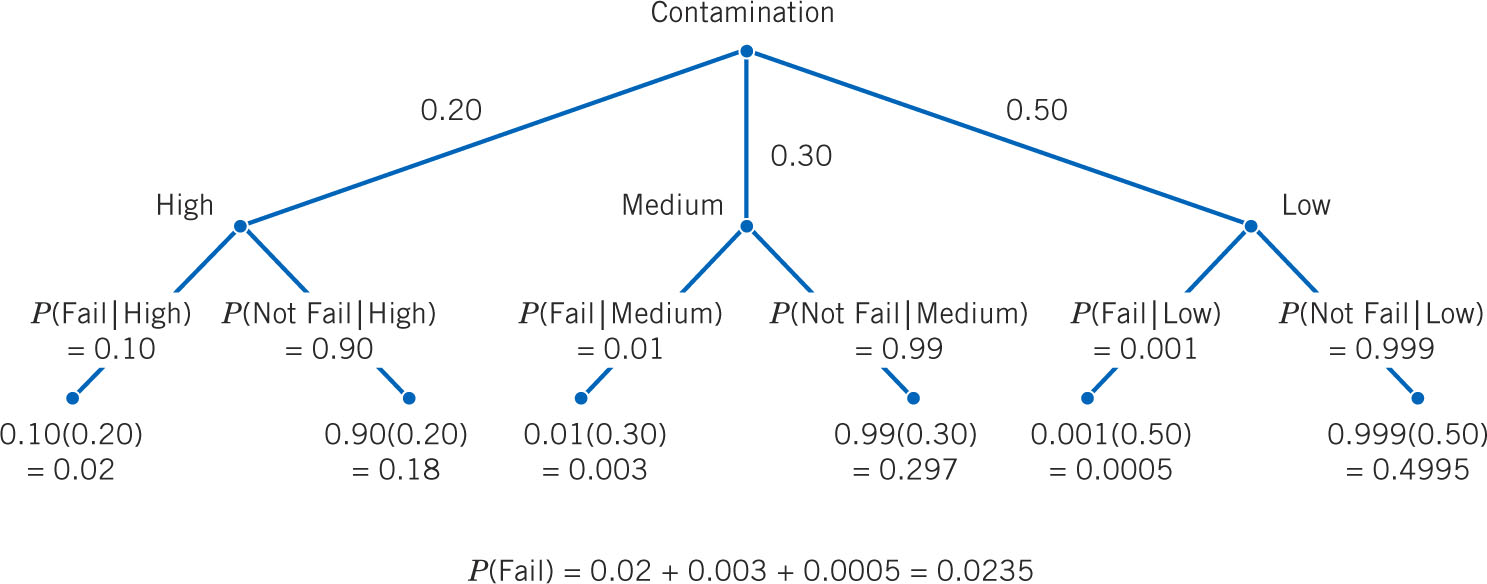 Contamination
0.20
0.50
0.30
High
Medium
Low
P(Fail|High)
= 0.10
P(Not Fail|High)
= 0.90
P(Fail|Medium)
= 0.01
P(Not Fail|Medium)
= 0.99
P(Fail|Low)
= 0.001
P(Not Fail|Low)
= 0.999
0.10(0.20)
= 0.02
0.90(0.20)
= 0.18
0.01(0.30)
= 0.003
0.99(0.30)
= 0.297
0.001(0.50)
= 0.0005
0.999(0.50)
= 0.4995
P(Fail) = 0.02 + 0.003 + 0.0005 = 0.0235